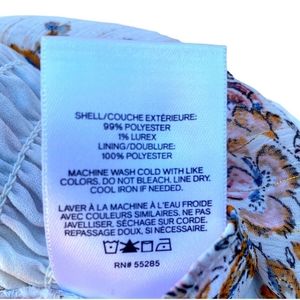 SHELL/COUCHE EXTÉRIEURE:
99% POLYESTER
1% LUREX
LINING/DOUBLURE:
100% POLYESTER
MACHINE WASH COLD WITH LIKE
COLORS. DO NOT BLEACH. LINE DRY.
COOL IRON IF NEEDED.
LAVER À LA MACHINE À L'EAU FROIDE
AVEC COULEURS SIMILAIRES. NE PAS
JAVELLISER. SÉCHAGE SUR CORDE.
REPASSAGE DOUX, SI NÉCESSAIRE.
RN# 55285